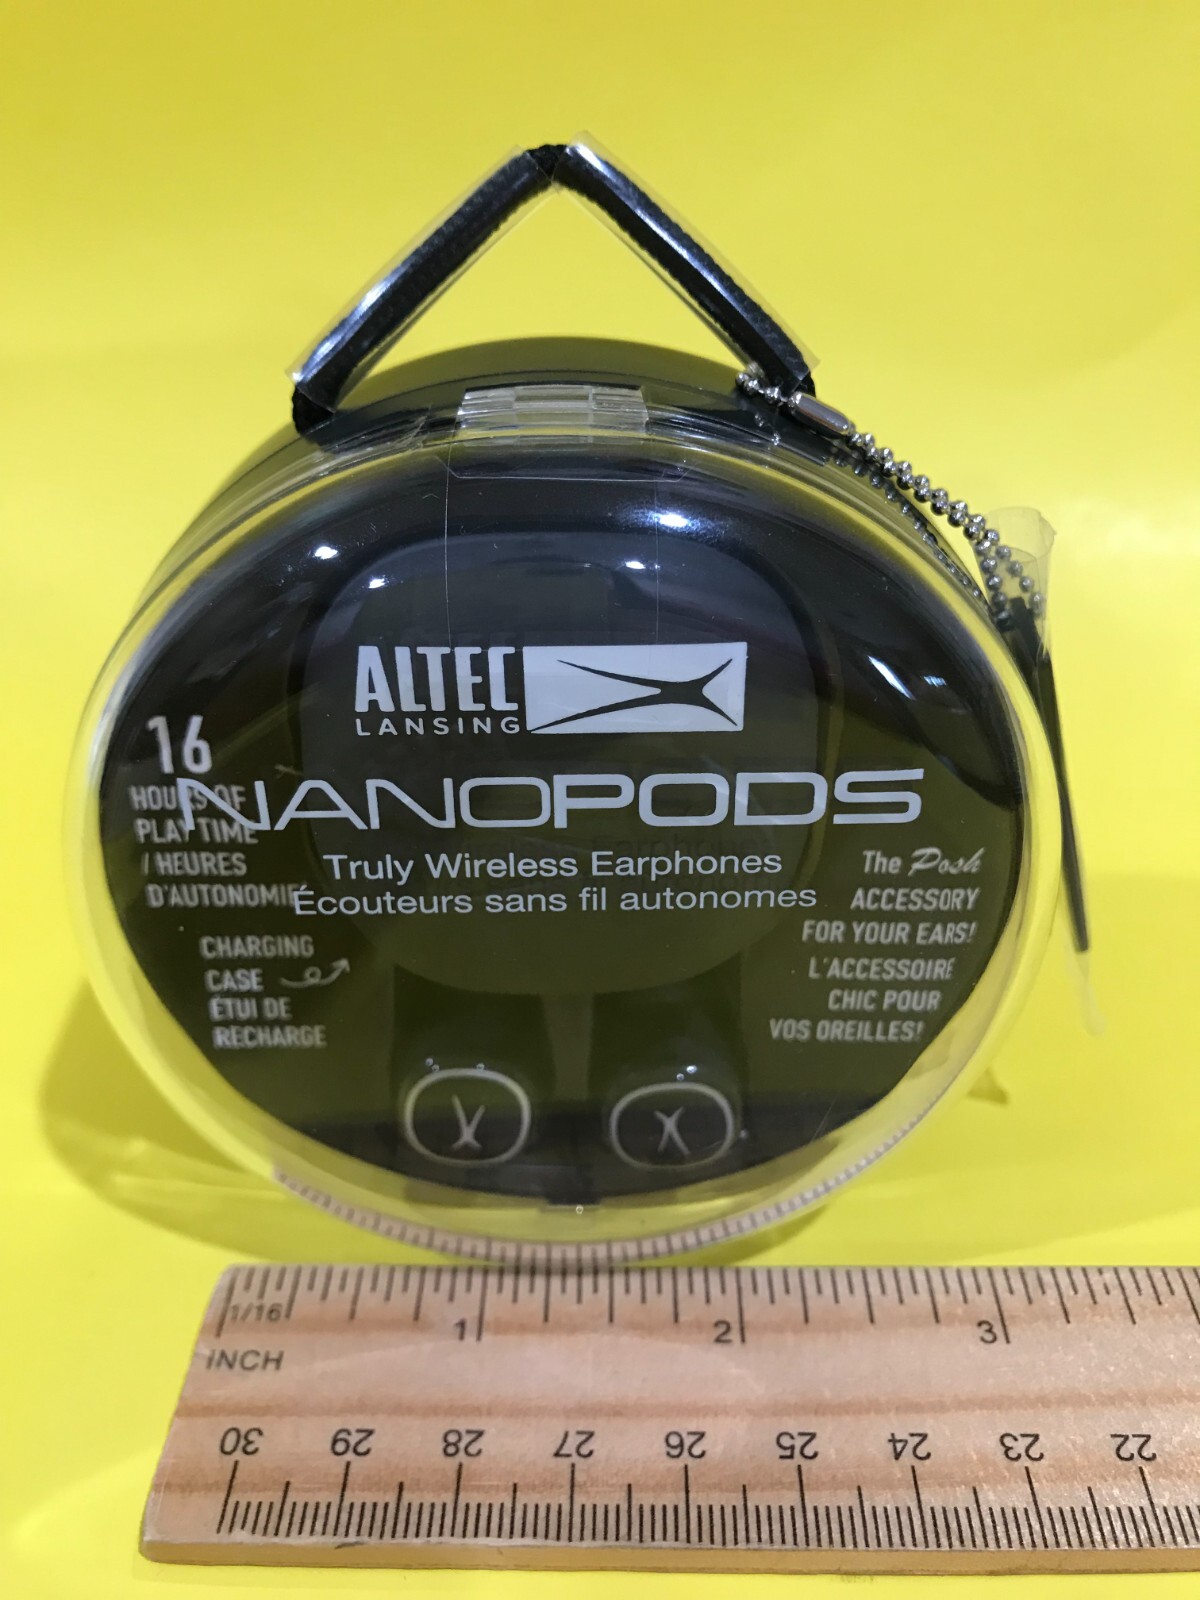 ALTEC
LANSING
NANOPODS
Truly Wireless Earphones
Écouteurs sans fil autonomes
16
HOURS OF
PLAY TIME
/ HEURES
D'AUTONOMIE
CHARGING
CASE
ÉTUI DE
RECHARGE
The Posh
ACCESSORY
FOR YOUR EARS!
L'ACCESSOIRE
CHIC POUR
VOS OREILLES!
1/16 1 2 3
INCH
30 29 28 27 26 25 24 23 22